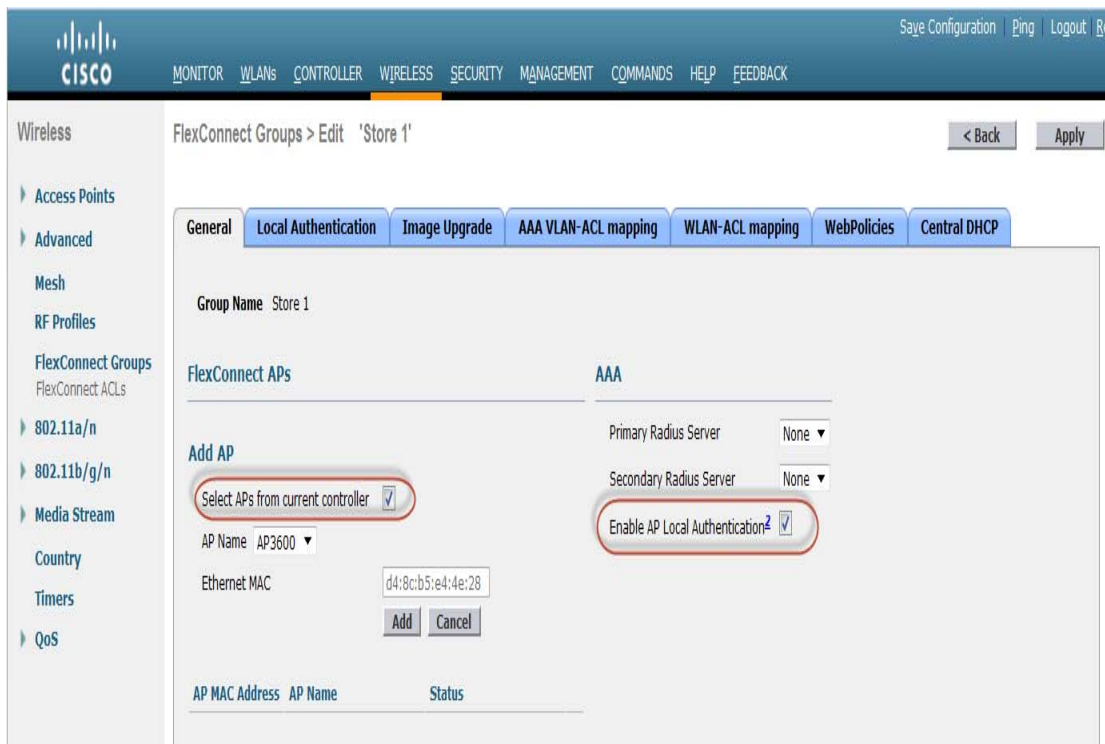 Save Configuration | Ping | Logout |
CISCO
MONITOR WLANs CONTROLLER WIRELESS SECURITY MANAGEMENT COMMANDS HELP FEEDBACK
Wireless
Access Points
Advanced
Mesh
RF Profiles
FlexConnect Groups
FlexConnect ACLs
802.11a/n
802.11b/g/n
Media Stream
Country
Timers
QoS
FlexConnect Groups > Edit 'Store 1'
< Back
Apply
General
Local Authentication
Image Upgrade
AAA VLAN-ACL mapping
WLAN-ACL mapping
WebPolicies
Central DHCP
Group Name Store 1
FlexConnect APs
Add AP
Select APs from current controller
AP Name AP3600
Ethernet MAC d4:8c:b5:e4:4e:28
Add Cancel
AP MAC Address AP Name Status
AAA
Primary Radius Server None
Secondary Radius Server None
Enable AP Local Authentication2